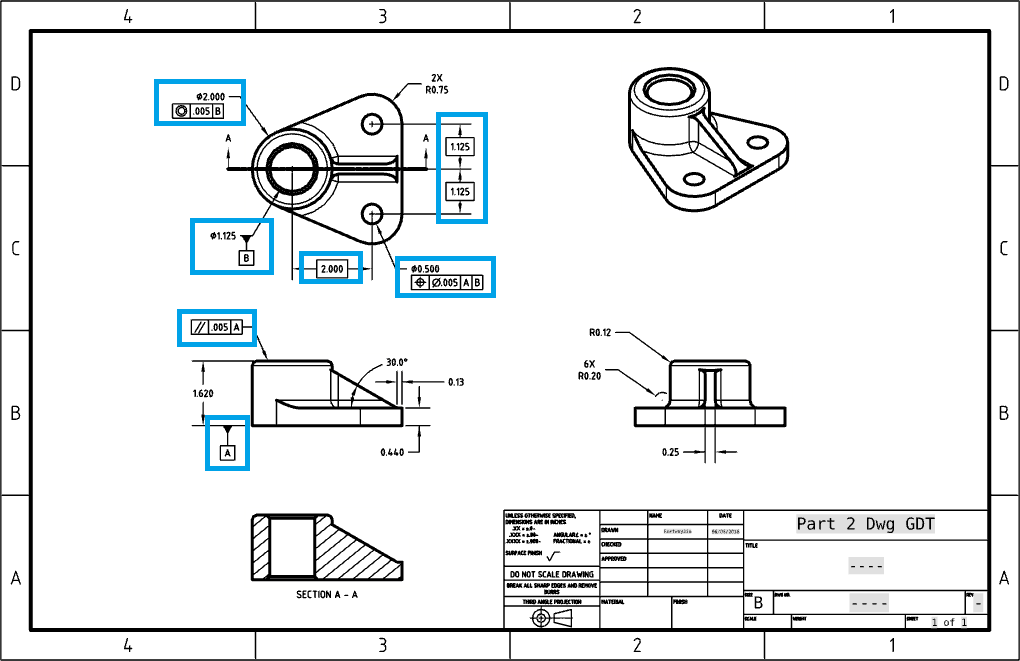 4 3 2 1
D D
2X
R0.75
⌀2.000
◎ .005 B
A A
1.125
1.125
⌀1.125
B
2.000
⌀0.500
⌖ ⌀.005 A B
C C
// .005 A
R0.12
30.0°
6X
R0.20
0.13
1.620
B B
A
0.440
0.25
SECTION A - A
UNLESS OTHERWISE SPECIFIED,
DIMENSIONS ARE IN INCHES
SURFACE FINISH
DO NOT SCALE DRAWING
BREAK ALL SHARP EDGES AND REMOVE
BURRS
THIRD ANGLE PROJECTION
NAME DATE
DRAWN
CHECKED
APPROVED
MATERIAL FINISH
Part 2 Dwg GDT
TITLE
----
SIZE
B
DWG NO.
----
REV
-
SCALE WEIGHT SHEET 1 of 1
A A
4 3 2 1